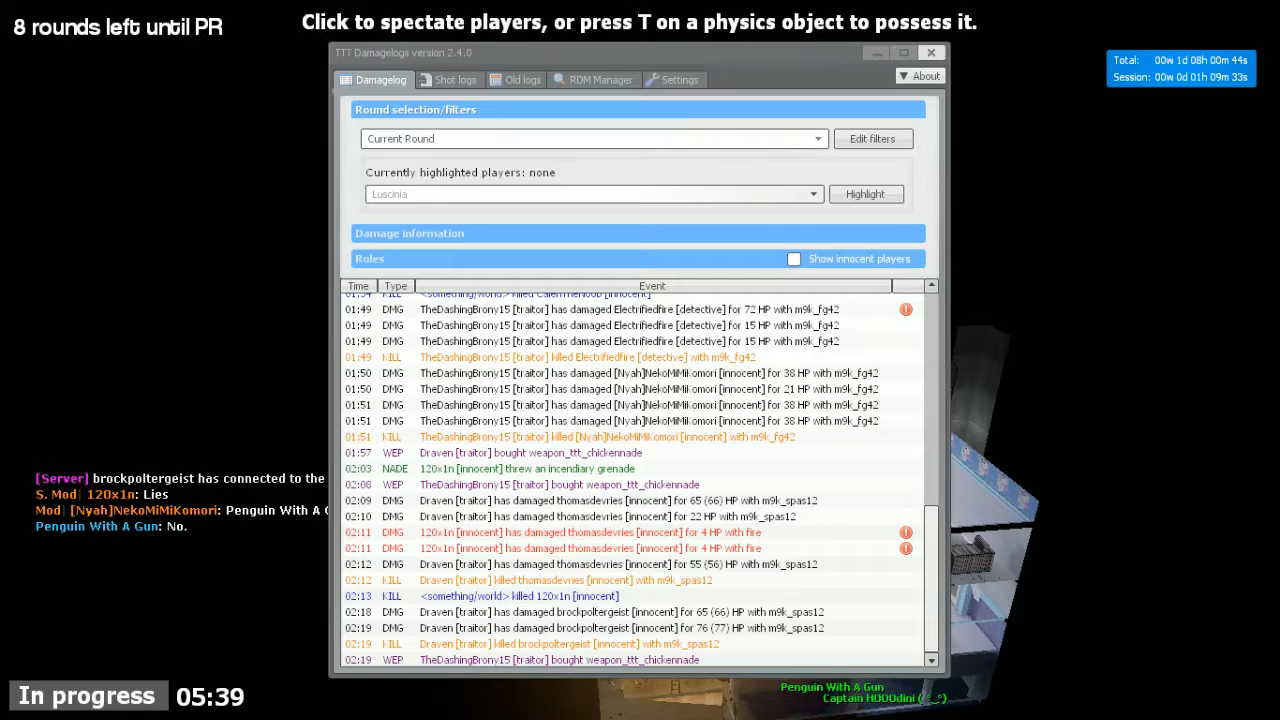 8 rounds left until PR
Click to spectate players, or press T on a physics object to possess it.
Total: 00w 1d 08h 00m 44s
Session: 00w 0d 01h 09m 33s
TTT Damagelogs version 2.4.0
Damagelog
Shot logs
Old logs
RDM Manager
Settings
▼ About
Round selection/filters
Current Round
Edit filters
Currently highlighted players: none
Luscinia
Highlight
Damage information
Roles
Show innocent players
Time Type Event
01:34 KILL <something/world> killed CalenTheNoob [innocent]
01:49 DMG TheDashingBrony15 [traitor] has damaged Electrifiedfire [detective] for 72 HP with m9k_fg42
01:49 DMG TheDashingBrony15 [traitor] has damaged Electrifiedfire [detective] for 15 HP with m9k_fg42
01:49 DMG TheDashingBrony15 [traitor] has damaged Electrifiedfire [detective] for 15 HP with m9k_fg42
01:49 KILL TheDashingBrony15 [traitor] killed Electrifiedfire [detective] with m9k_fg42
01:50 DMG TheDashingBrony15 [traitor] has damaged [Nyah]NekoMiMiKomori [innocent] for 38 HP with m9k_fg42
01:50 DMG TheDashingBrony15 [traitor] has damaged [Nyah]NekoMiMiKomori [innocent] for 21 HP with m9k_fg42
01:51 DMG TheDashingBrony15 [traitor] has damaged [Nyah]NekoMiMiKomori [innocent] for 38 HP with m9k_fg42
01:51 DMG TheDashingBrony15 [traitor] has damaged [Nyah]NekoMiMiKomori [innocent] for 38 HP with m9k_fg42
01:51 KILL TheDashingBrony15 [traitor] killed [Nyah]NekoMiMiKomori [innocent] with m9k_fg42
01:57 WEP Draven [traitor] bought weapon_ttt_chickennade
02:03 NADE 120x1n [innocent] threw an incendiary grenade
02:08 WEP TheDashingBrony15 [traitor] bought weapon_ttt_chickennade
02:09 DMG Draven [traitor] has damaged thomasdevries [innocent] for 65 (66) HP with m9k_spas12
02:10 DMG Draven [traitor] has damaged thomasdevries [innocent] for 22 HP with m9k_spas12
02:11 DMG 120x1n [innocent] has damaged thomasdevries [innocent] for 4 HP with fire
02:11 DMG 120x1n [innocent] has damaged thomasdevries [innocent] for 4 HP with fire
02:12 DMG Draven [traitor] has damaged thomasdevries [innocent] for 55 (56) HP with m9k_spas12
02:12 KILL Draven [traitor] killed thomasdevries [innocent] with m9k_spas12
02:13 KILL <something/world> killed 120x1n [innocent]
02:18 DMG Draven [traitor] has damaged brockpoltergeist [innocent] for 65 (66) HP with m9k_spas12
02:19 DMG Draven [traitor] has damaged brockpoltergeist [innocent] for 76 (77) HP with m9k_spas12
02:19 KILL Draven [traitor] killed brockpoltergeist [innocent] with m9k_spas12
02:19 WEP TheDashingBrony15 [traitor] bought weapon_ttt_chickennade
[Server] brockpoltergeist has connected to the
S. Mod| 120x1n: Lies
Mod| [Nyah]NekoMiMiKomori: Penguin With A G
Penguin With A Gun: No.
In progress 05:39
Penguin With A Gun
Captain HOOOdini